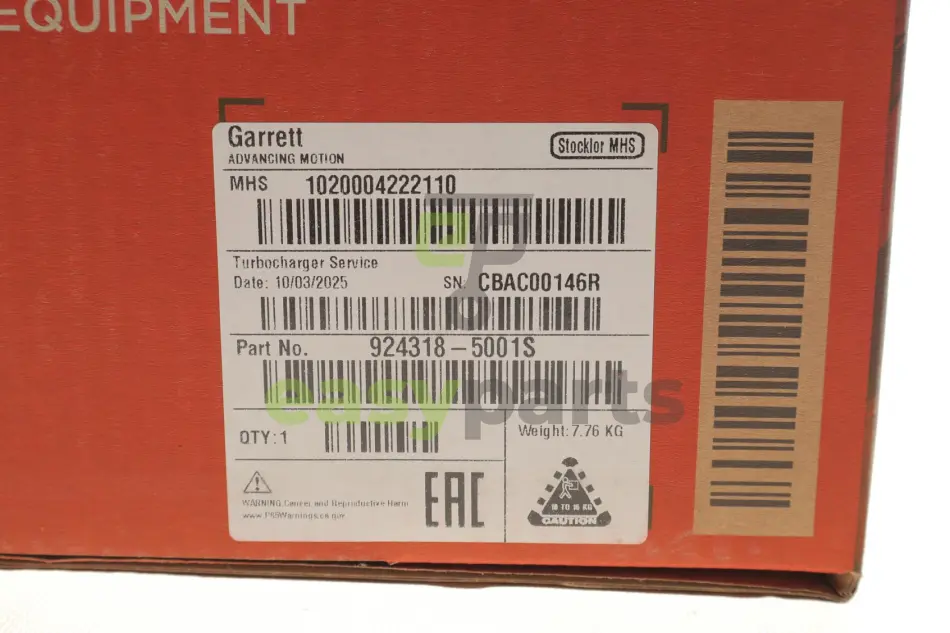 EQUIPMENT
Garrett
ADVANCING MOTION
Stocklor MHS
MHS 1020004222110
Turbocharger Service
Date: 10/03/2025 SN: CBAC00146R
Part No. 924318-5001S
easyparts
QTY:1
Weight: 7.76 KG
WARNING Cancer and Reproductive Harm
www.P65Warnings.ca.gov
EAC
10 TO 15 KG
CAUTION